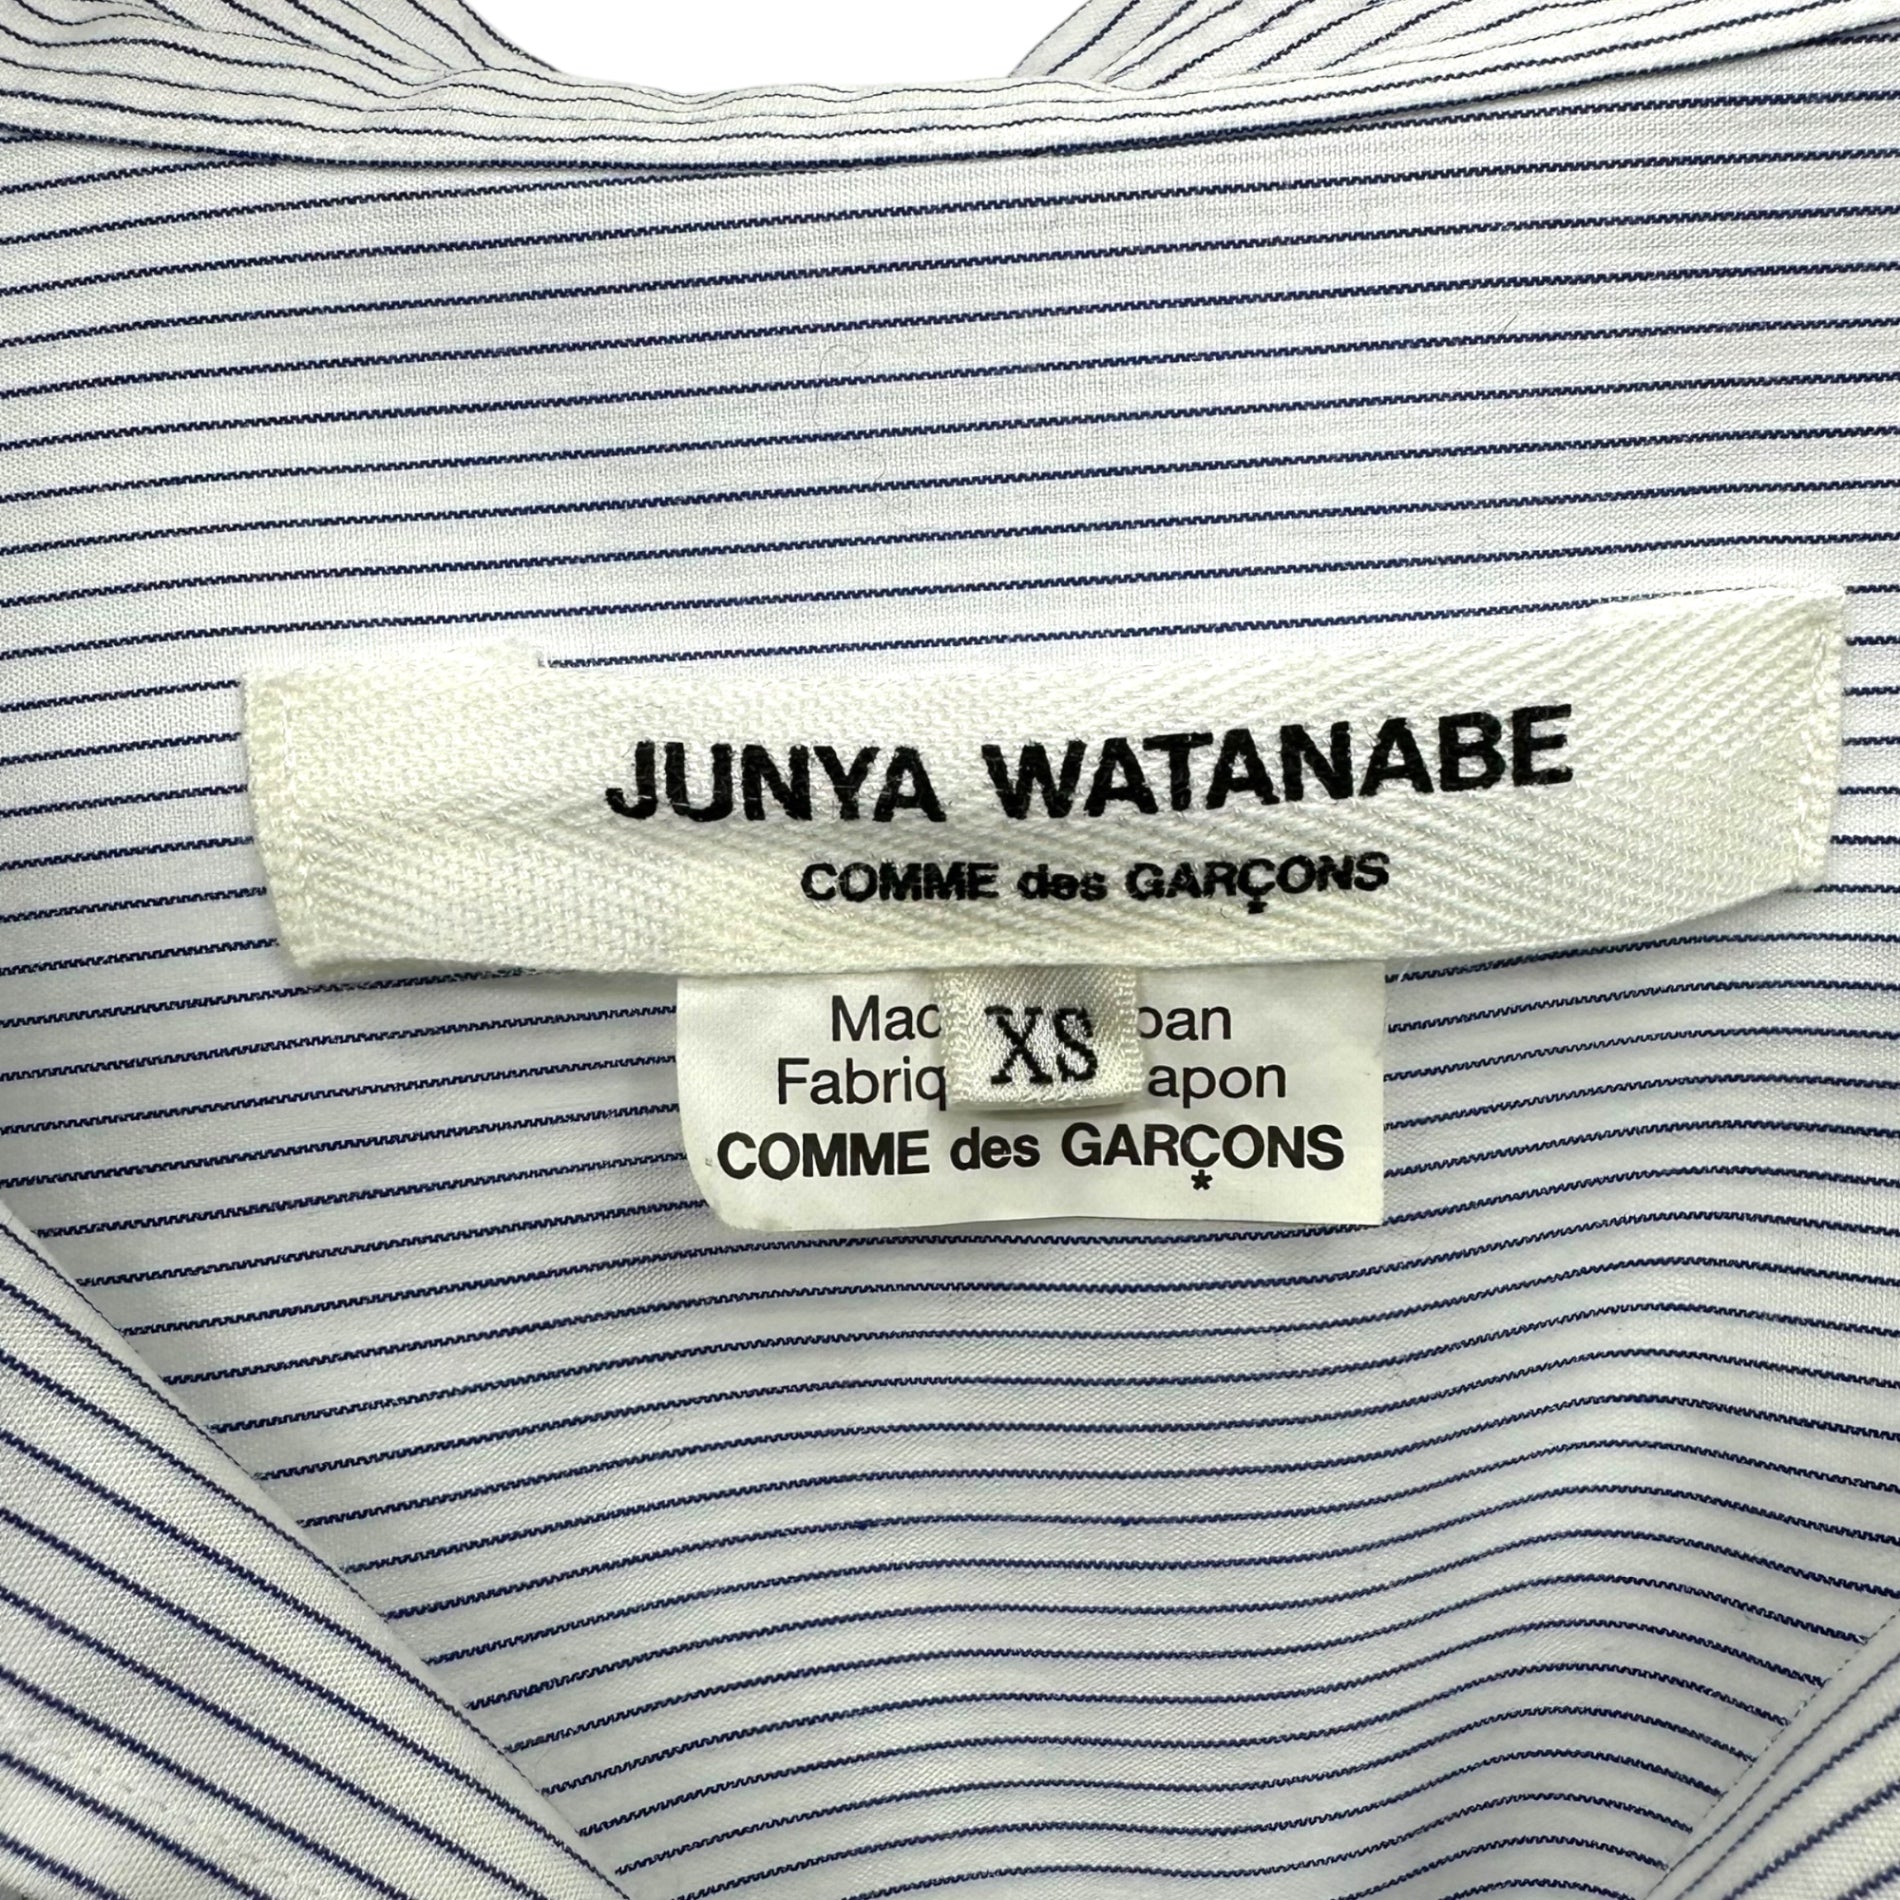 JUNYA WATANABE
COMME des GARÇONS
XS
COMME des GARÇONS
*